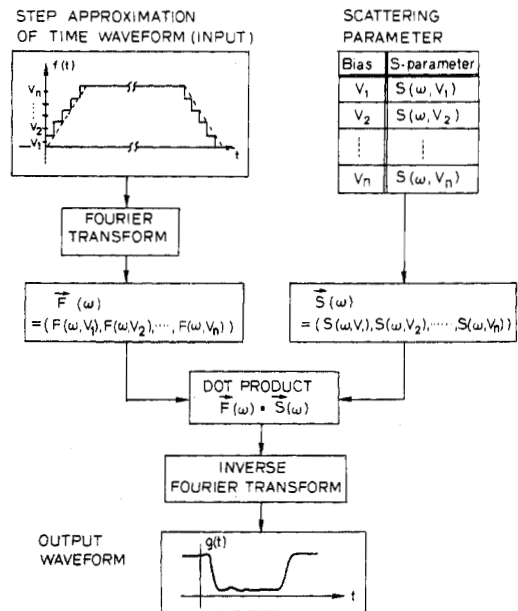 STEP APPROXIMATION
OF TIME WAVEFORM (INPUT)
f(t)
Vn
V2
V1
t
SCATTERING
PARAMETER
Bias S-parameter
V1 S(ω, V1)
V2 S(ω, V2)
Vn S(ω, Vn)
FOURIER
TRANSFORM
F (ω)
= ( F(ω,V1), F(ω,V2), ····, F(ω,Vn) )
S (ω)
= (S(ω,V1), S(ω,V2), ······, S(ω,Vn) )
DOT PRODUCT
F(ω) • S(ω)
INVERSE
FOURIER TRANSFORM
OUTPUT
WAVEFORM
g(t)
t